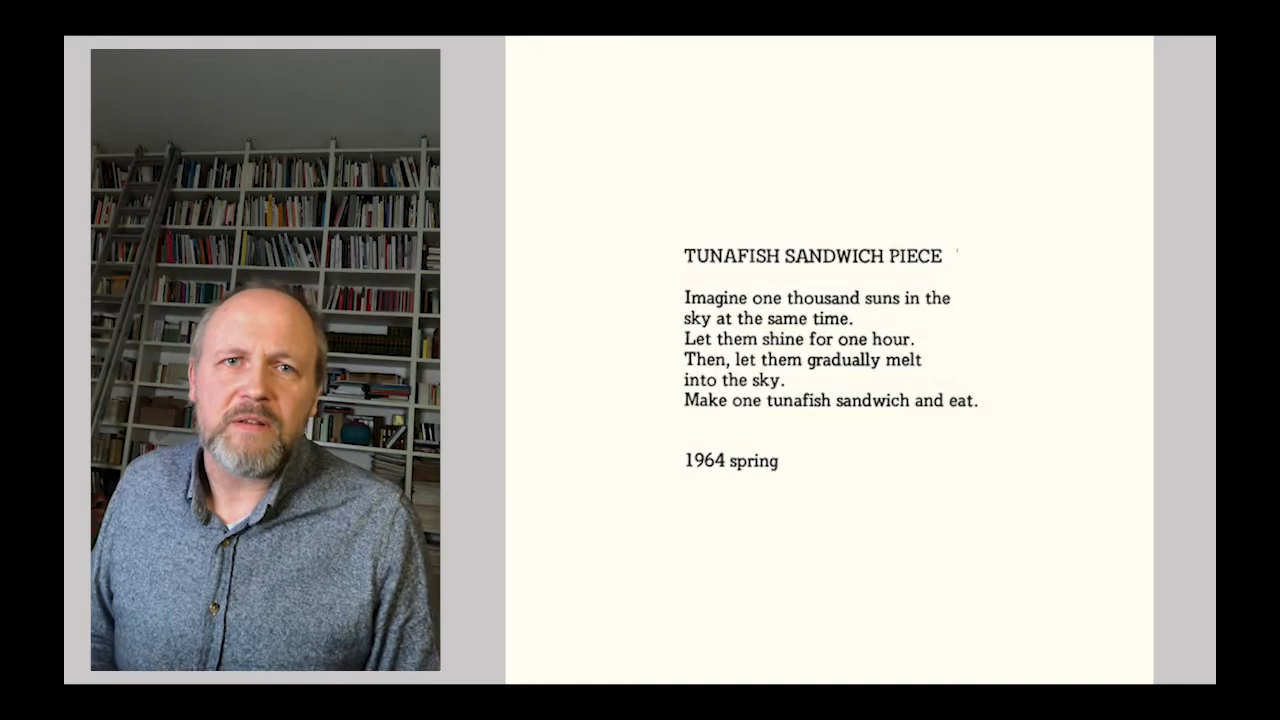 TUNAFISH SANDWICH PIECE
Imagine one thousand suns in the
sky at the same time.
Let them shine for one hour.
Then, let them gradually melt
into the sky.
Make one tunafish sandwich and eat.
1964 spring